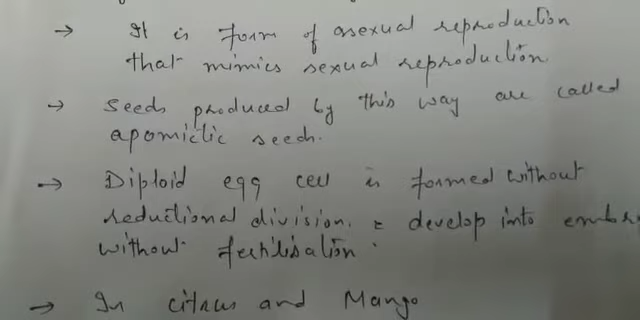 → It is form of asexual reproduction
that mimics sexual reproduction.
→ Seeds produced by this way are called
apomictic seeds.
→ Diploid egg cell is formed without
reductional division. = develop into
without fertilisation.
→ In citrus and Mango